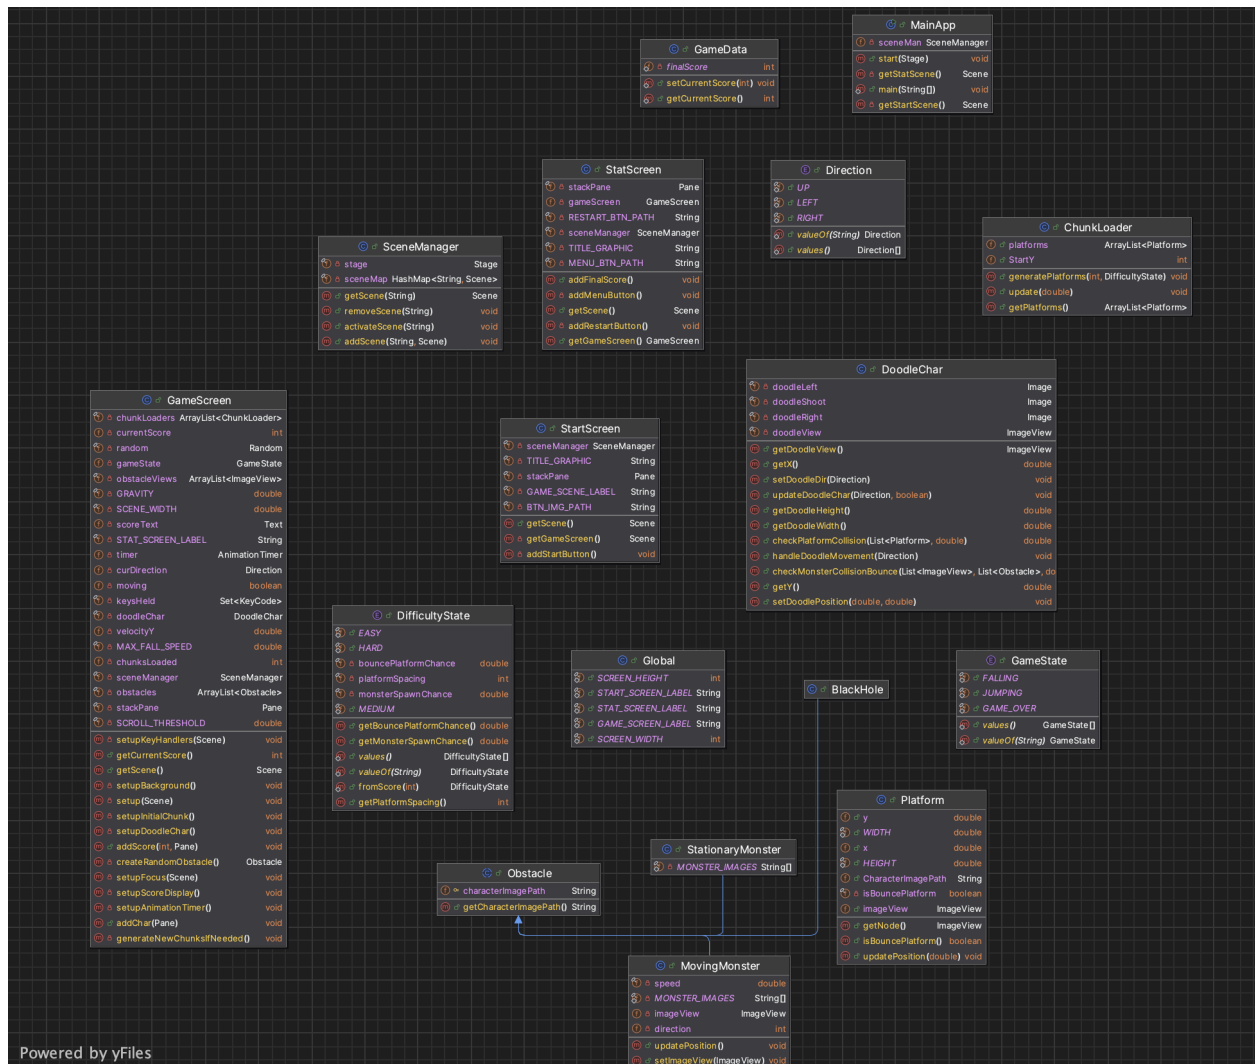 MainApp
sceneMan SceneManager
start(Stage) void
getStatScene() Scene
main(String[]) void
getStartScene() Scene
GameData
finalScore int
setCurrentScore(int) void
getCurrentScore() int
StatScreen
stackPane Pane
gameScreen GameScreen
RESTART_BTN_PATH String
sceneManager SceneManager
TITLE_GRAPHIC String
MENU_BTN_PATH String
addFinalScore() void
addMenuButton() void
getScene() Scene
addRestartButton() void
getGameScreen() GameScreen
Direction
UP
LEFT
RIGHT
valueOf(String) Direction
values() Direction[]
ChunkLoader
platforms ArrayList<Platform>
StartY int
generatePlatforms(int, DifficultyState) void
update(double) void
getPlatforms() ArrayList<Platform>
SceneManager
stage Stage
sceneMap HashMap<String, Scene>
getScene(String) Scene
removeScene(String) void
activateScene(String) void
addScene(String, Scene) void
DoodleChar
doodleLeft Image
doodleShoot Image
doodleRight Image
doodleView ImageView
getDoodleView() ImageView
getX() double
setDoodleDir(Direction) void
updateDoodleChar(Direction, boolean) void
getDoodleHeight() double
getDoodleWidth() double
checkPlatformCollision(List<Platform>, double) double
handleDoodleMovement(Direction) void
checkMonsterCollisionBounce(List<ImageView>, List<Obstacle>, do
getY() double
setDoodlePosition(double, double) void
GameScreen
chunkLoaders ArrayList<ChunkLoader>
currentScore int
random Random
gameState GameState
obstacleViews ArrayList<ImageView>
GRAVITY double
SCENE_WIDTH double
scoreText Text
STAT_SCREEN_LABEL String
timer AnimationTimer
curDirection Direction
moving boolean
keysHeld Set<KeyCode>
doodleChar DoodleChar
velocityY double
MAX_FALL_SPEED double
chunksLoaded int
sceneManager SceneManager
obstacles ArrayList<Obstacle>
stackPane Pane
SCROLL_THRESHOLD double
setupKeyHandlers(Scene) void
getCurrentScore() int
getScene() Scene
setupBackground() void
setup(Scene) void
setupInitialChunk() void
setupDoodleChar() void
addScore(int, Pane) void
createRandomObstacle() Obstacle
setupFocus(Scene) void
setupScoreDisplay() void
setupAnimationTimer() void
addChar(Pane) void
generateNewChunksIfNeeded() void
StartScreen
sceneManager SceneManager
TITLE_GRAPHIC String
stackPane Pane
GAME_SCENE_LABEL String
BTN_IMG_PATH String
getScene() Scene
getGameScreen() Scene
addStartButton() void
DifficultyState
EASY
HARD
bouncePlatformChance double
platformSpacing int
monsterSpawnChance double
MEDIUM
getBouncePlatformChance() double
getMonsterSpawnChance() double
values() DifficultyState[]
valueOf(String) DifficultyState
fromScore(int) DifficultyState
getPlatformSpacing() int
Global
SCREEN_HEIGHT int
START_SCREEN_LABEL String
STAT_SCREEN_LABEL String
GAME_SCREEN_LABEL String
SCREEN_WIDTH int
BlackHole
GameState
FALLING
JUMPING
GAME_OVER
values() GameState[]
valueOf(String) GameState
Platform
y double
WIDTH double
x double
HEIGHT double
CharacterImagePath String
isBouncePlatform boolean
imageView ImageView
getNode() ImageView
isBouncePlatform() boolean
updatePosition(double) void
StationaryMonster
MONSTER_IMAGES String[]
Obstacle
characterImagePath String
getCharacterImagePath() String
MovingMonster
speed double
MONSTER_IMAGES String[]
imageView ImageView
direction int
updatePosition() void
setImageView(ImageView) void
Powered by yFiles